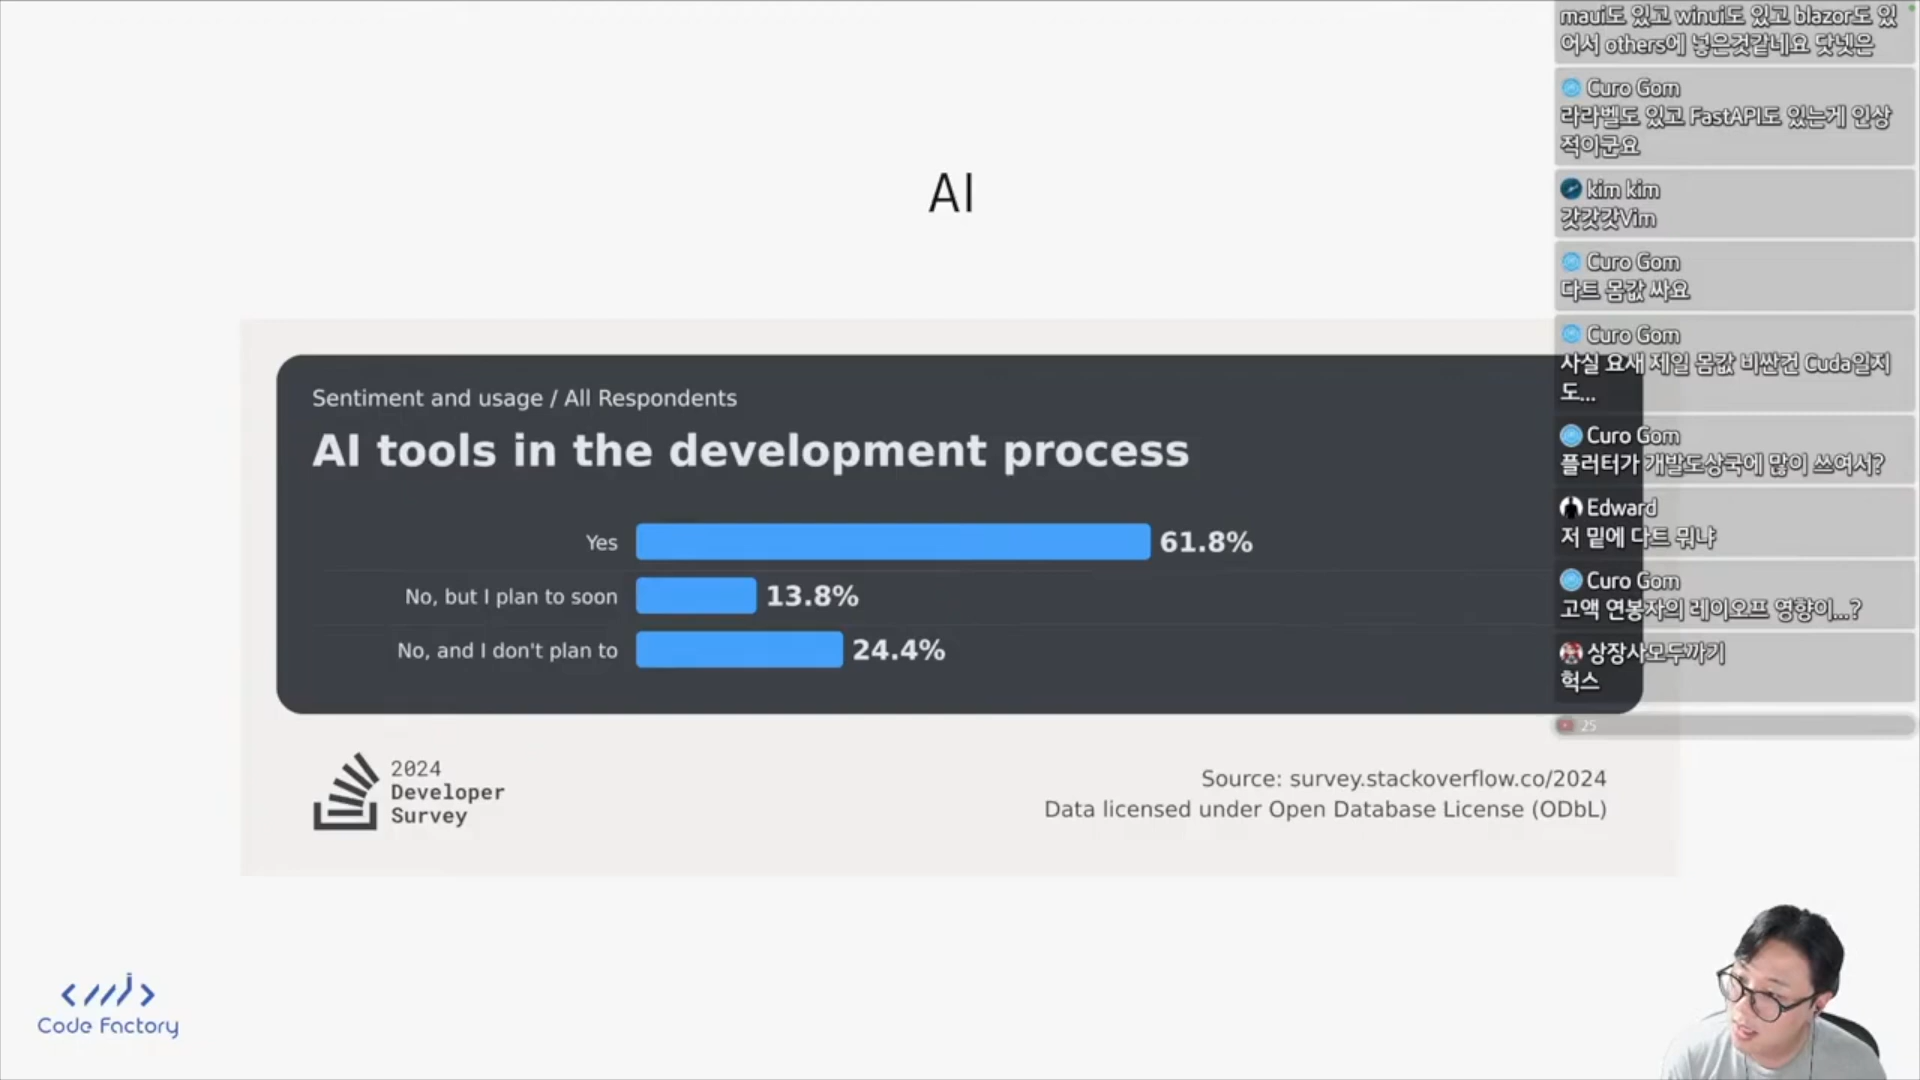 AI
Sentiment and usage / All Respondents
AI tools in the development process
Yes 61.8%
No, but I plan to soon 13.8%
No, and I don't plan to 24.4%
2024
Developer
Survey
Source: survey.stackoverflow.co/2024
Data licensed under Open Database License (ODbL)
Code Factory
maui도 있고 winui도 있고 blazor도 있
어서 others에 넣은것같네요 닷넷은
Curo Gom
라라벨도 있고 FastAPI도 있는게 인상
적이군요
kim kim
갓갓갓Vim
Curo Gom
다트 몸값 싸요
Curo Gom
사실 요새 제일 몸값 비싼건 Cuda일지
도...
Curo Gom
플러터가 개발도상국에 많이 쓰여서?
Edward
저 밑에 다트 뭐냐
Curo Gom
고액 연봉자의 레이오프 영향이...?
상장사모두까기
헉스
25